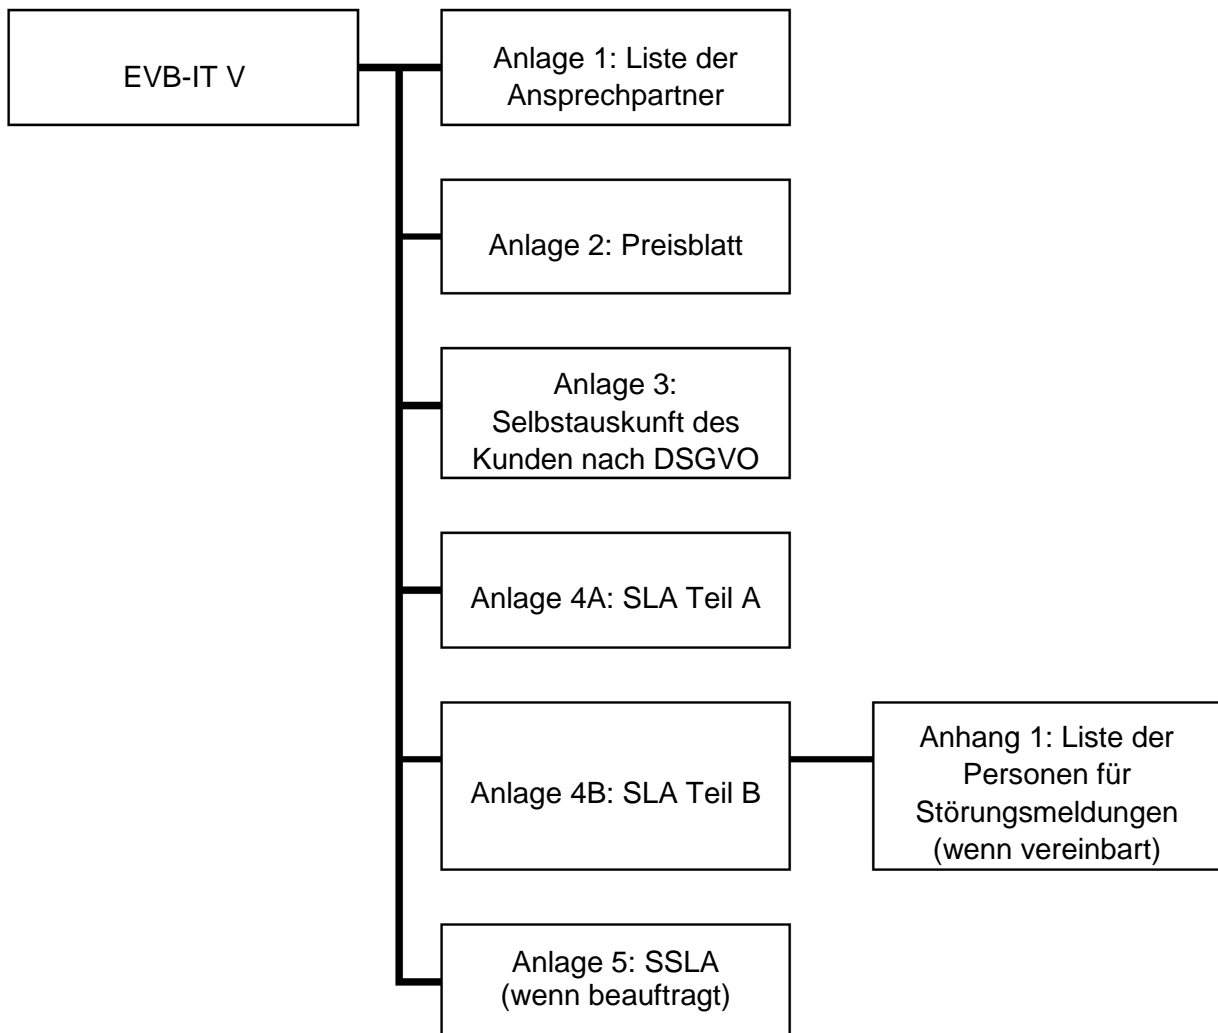 EVB-IT V
Anlage 1: Liste der
Ansprechpartner
Anlage 2: Preisblatt
Anlage 3:
Selbstauskunft des
Kunden nach DSGVO
Anlage 4A: SLA Teil A
Anlage 4B: SLA Teil B
Anhang 1: Liste der
Personen für
Störungsmeldungen
(wenn vereinbart)
Anlage 5: SSLA
(wenn beauftragt)